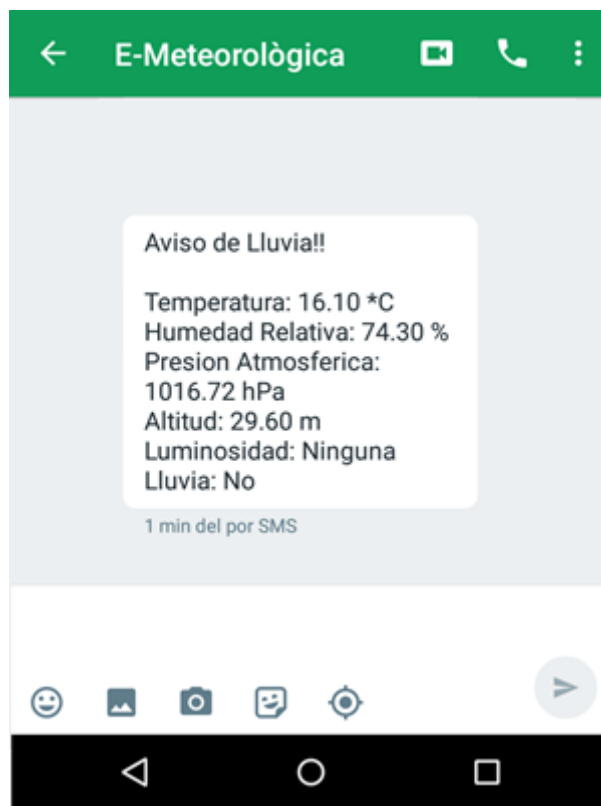 E-Meteorològica
Aviso de Lluvia!!
Temperatura: 16.10 *C
Humedad Relativa: 74.30 %
Presion Atmosferica:
1016.72 hPa
Altitud: 29.60 m
Luminosidad: Ninguna
Lluvia: No
1 min del por SMS